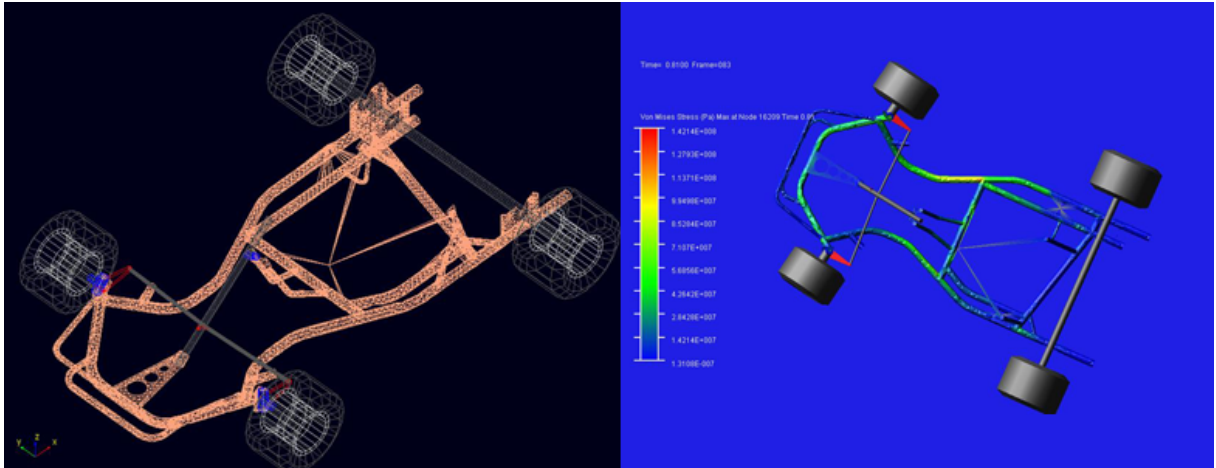 Time= 0.8100 Frame=083
Von Mises Stress (Pa) Max at Node 16209 Time 0.8
1.4214E+008
1.2793E+008
1.1371E+008
9.9498E+007
8.5284E+007
7.107E+007
5.6856E+007
4.2642E+007
2.8428E+007
1.4214E+007
1.3108E-007
Z
Y
X